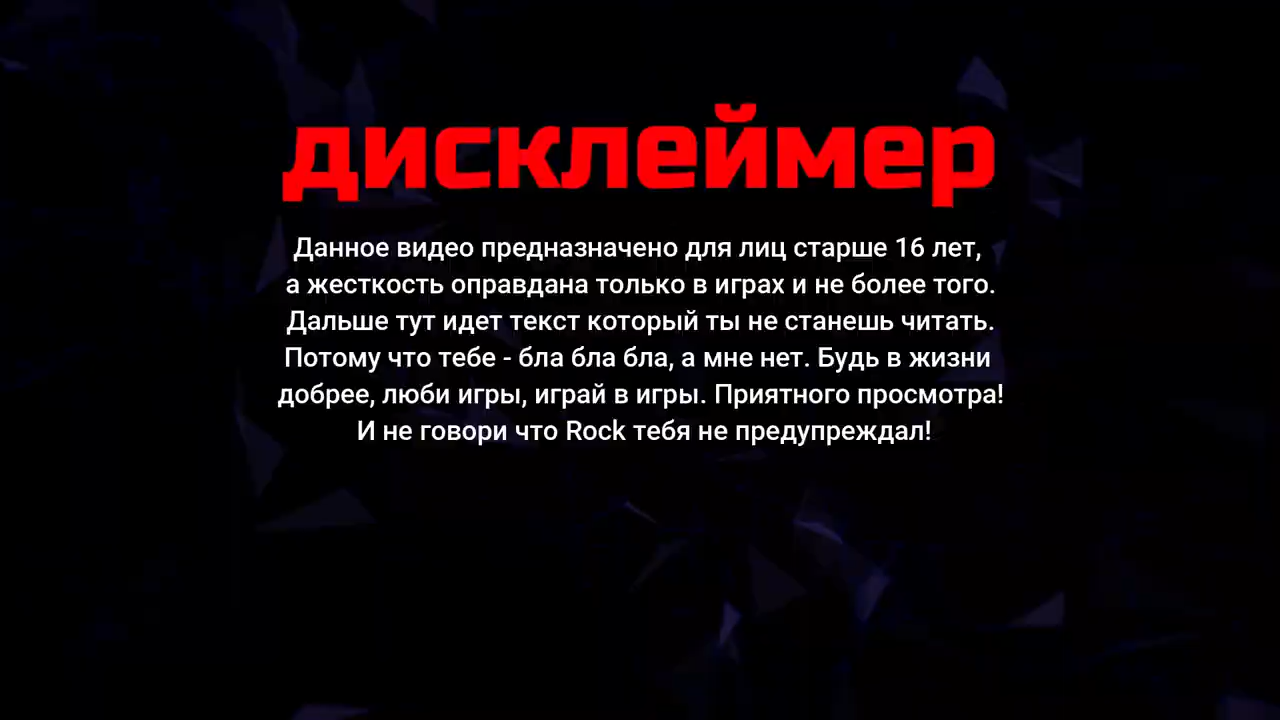 дисклеймер
Данное видео предназначено для лиц старше 16 лет,
а жесткость оправдана только в играх и не более того.
Дальше тут идет текст который ты не станешь читать.
Потому что тебе - бла бла бла, а мне нет. Будь в жизни
добрее, люби игры, играй в игры. Приятного просмотра!
И не говори что Rock тебя не предупреждал!